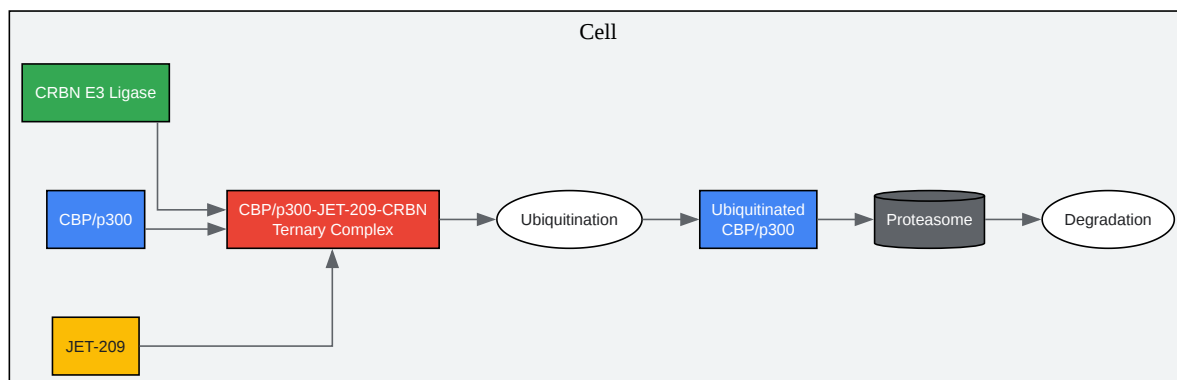 Cell
CRBN E3 Ligase
CBP/p300
CBP/p300-JET-209-CRBN
Ternary Complex
Ubiquitination
Ubiquitinated
CBP/p300
Proteasome
Degradation
JET-209